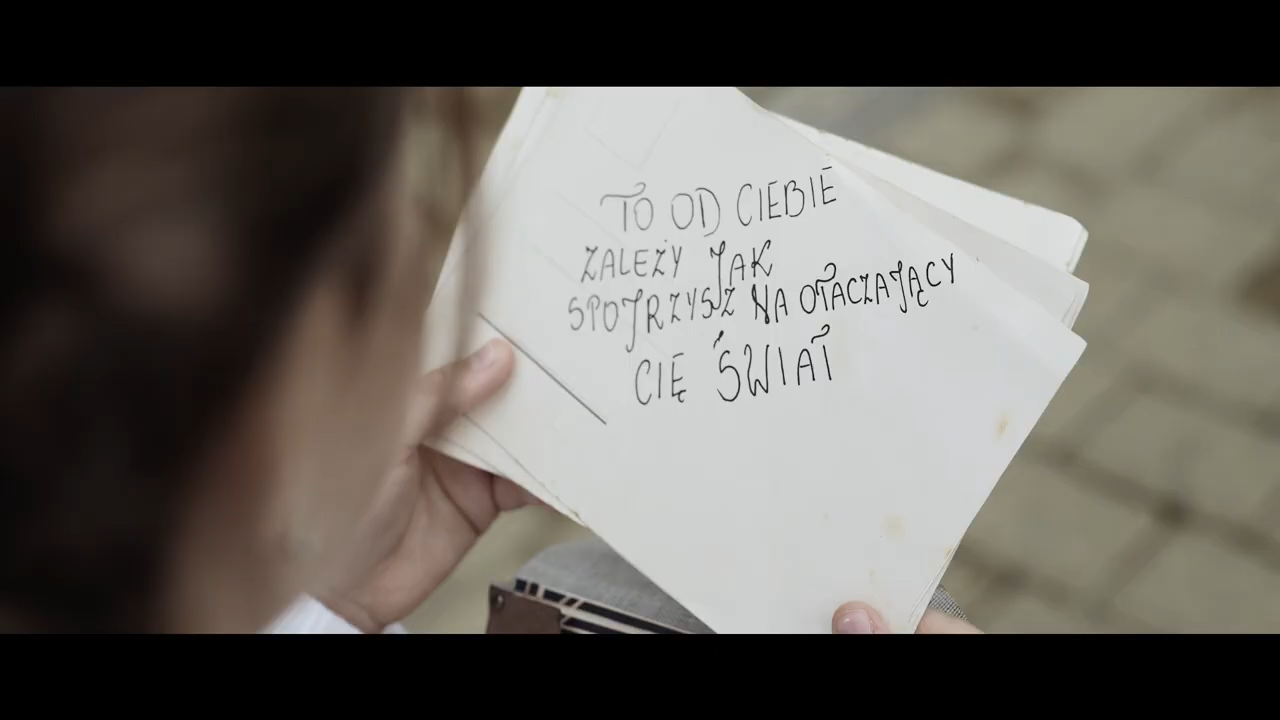 TO OD CIEBIE
ZALEŻY JAK
SPOJRZYSZ NA OTACZAJĄCY
CIĘ ŚWIAT